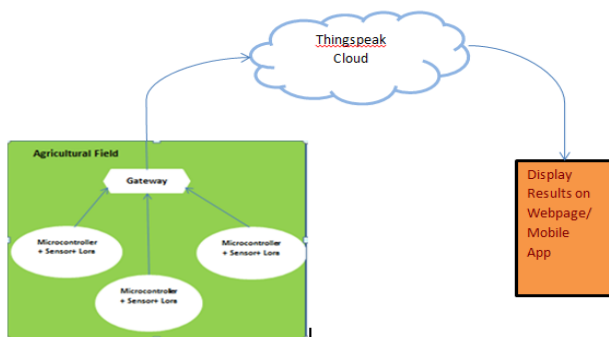 Thingspeak
Cloud
Agricultural Field
Gateway
Microcontroller
+ Sensor+ Lora
Microcontroller
+ Sensor+ Lora
Microcontroller
+ Sensor+ Lora
Display
Results on
Webpage/
Mobile
App